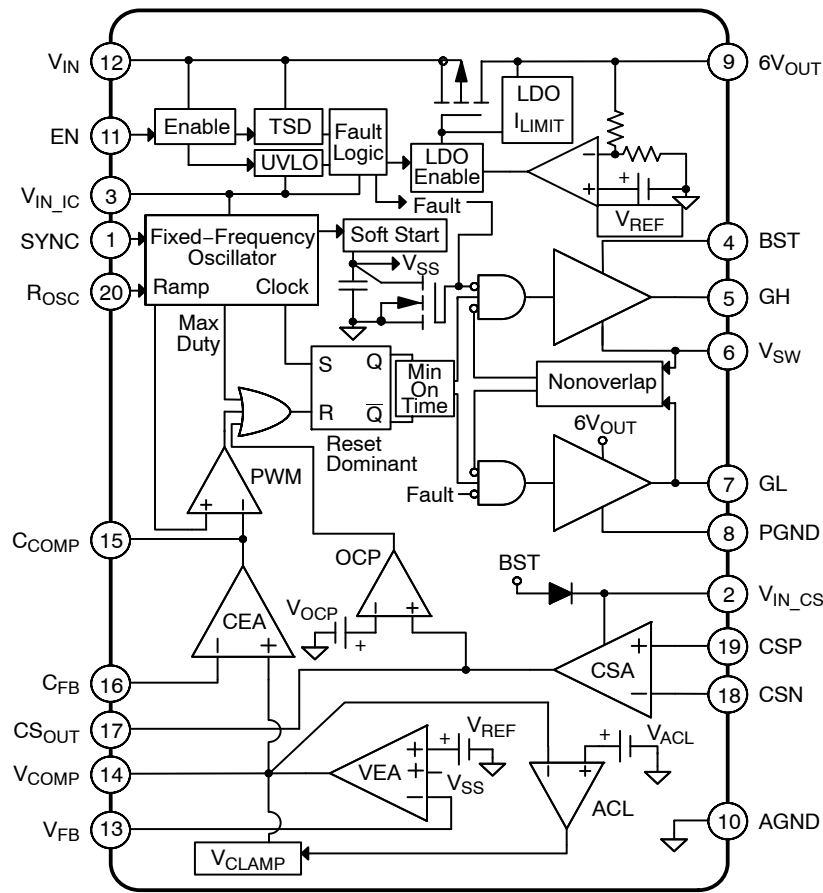 V_IN 12
9 6V_OUT
LDO
I_LIMIT
EN 11
Enable
TSD
Fault
Logic
UVLO
LDO
Enable
−
+
+
V_REF
V_IN_IC 3
Fault
SYNC 1
Fixed−Frequency
Oscillator
Ramp Clock
Soft Start
V_SS
4 BST
R_OSC 20
5 GH
Max
Duty
6 V_SW
S Q
R Q̅
Min
On
Time
Nonoverlap
Reset
Dominant
6V_OUT
PWM
+ −
Fault
7 GL
C_COMP 15
8 PGND
OCP
− +
V_OCP
+
BST
2 V_IN_CS
CEA
− +
CSA
+
−
19 CSP
C_FB 16
18 CSN
CS_OUT 17
V_REF
+
V_ACL
+
V_COMP 14
VEA
+
+
−
V_SS
− +
ACL
V_FB 13
10 AGND
V_CLAMP